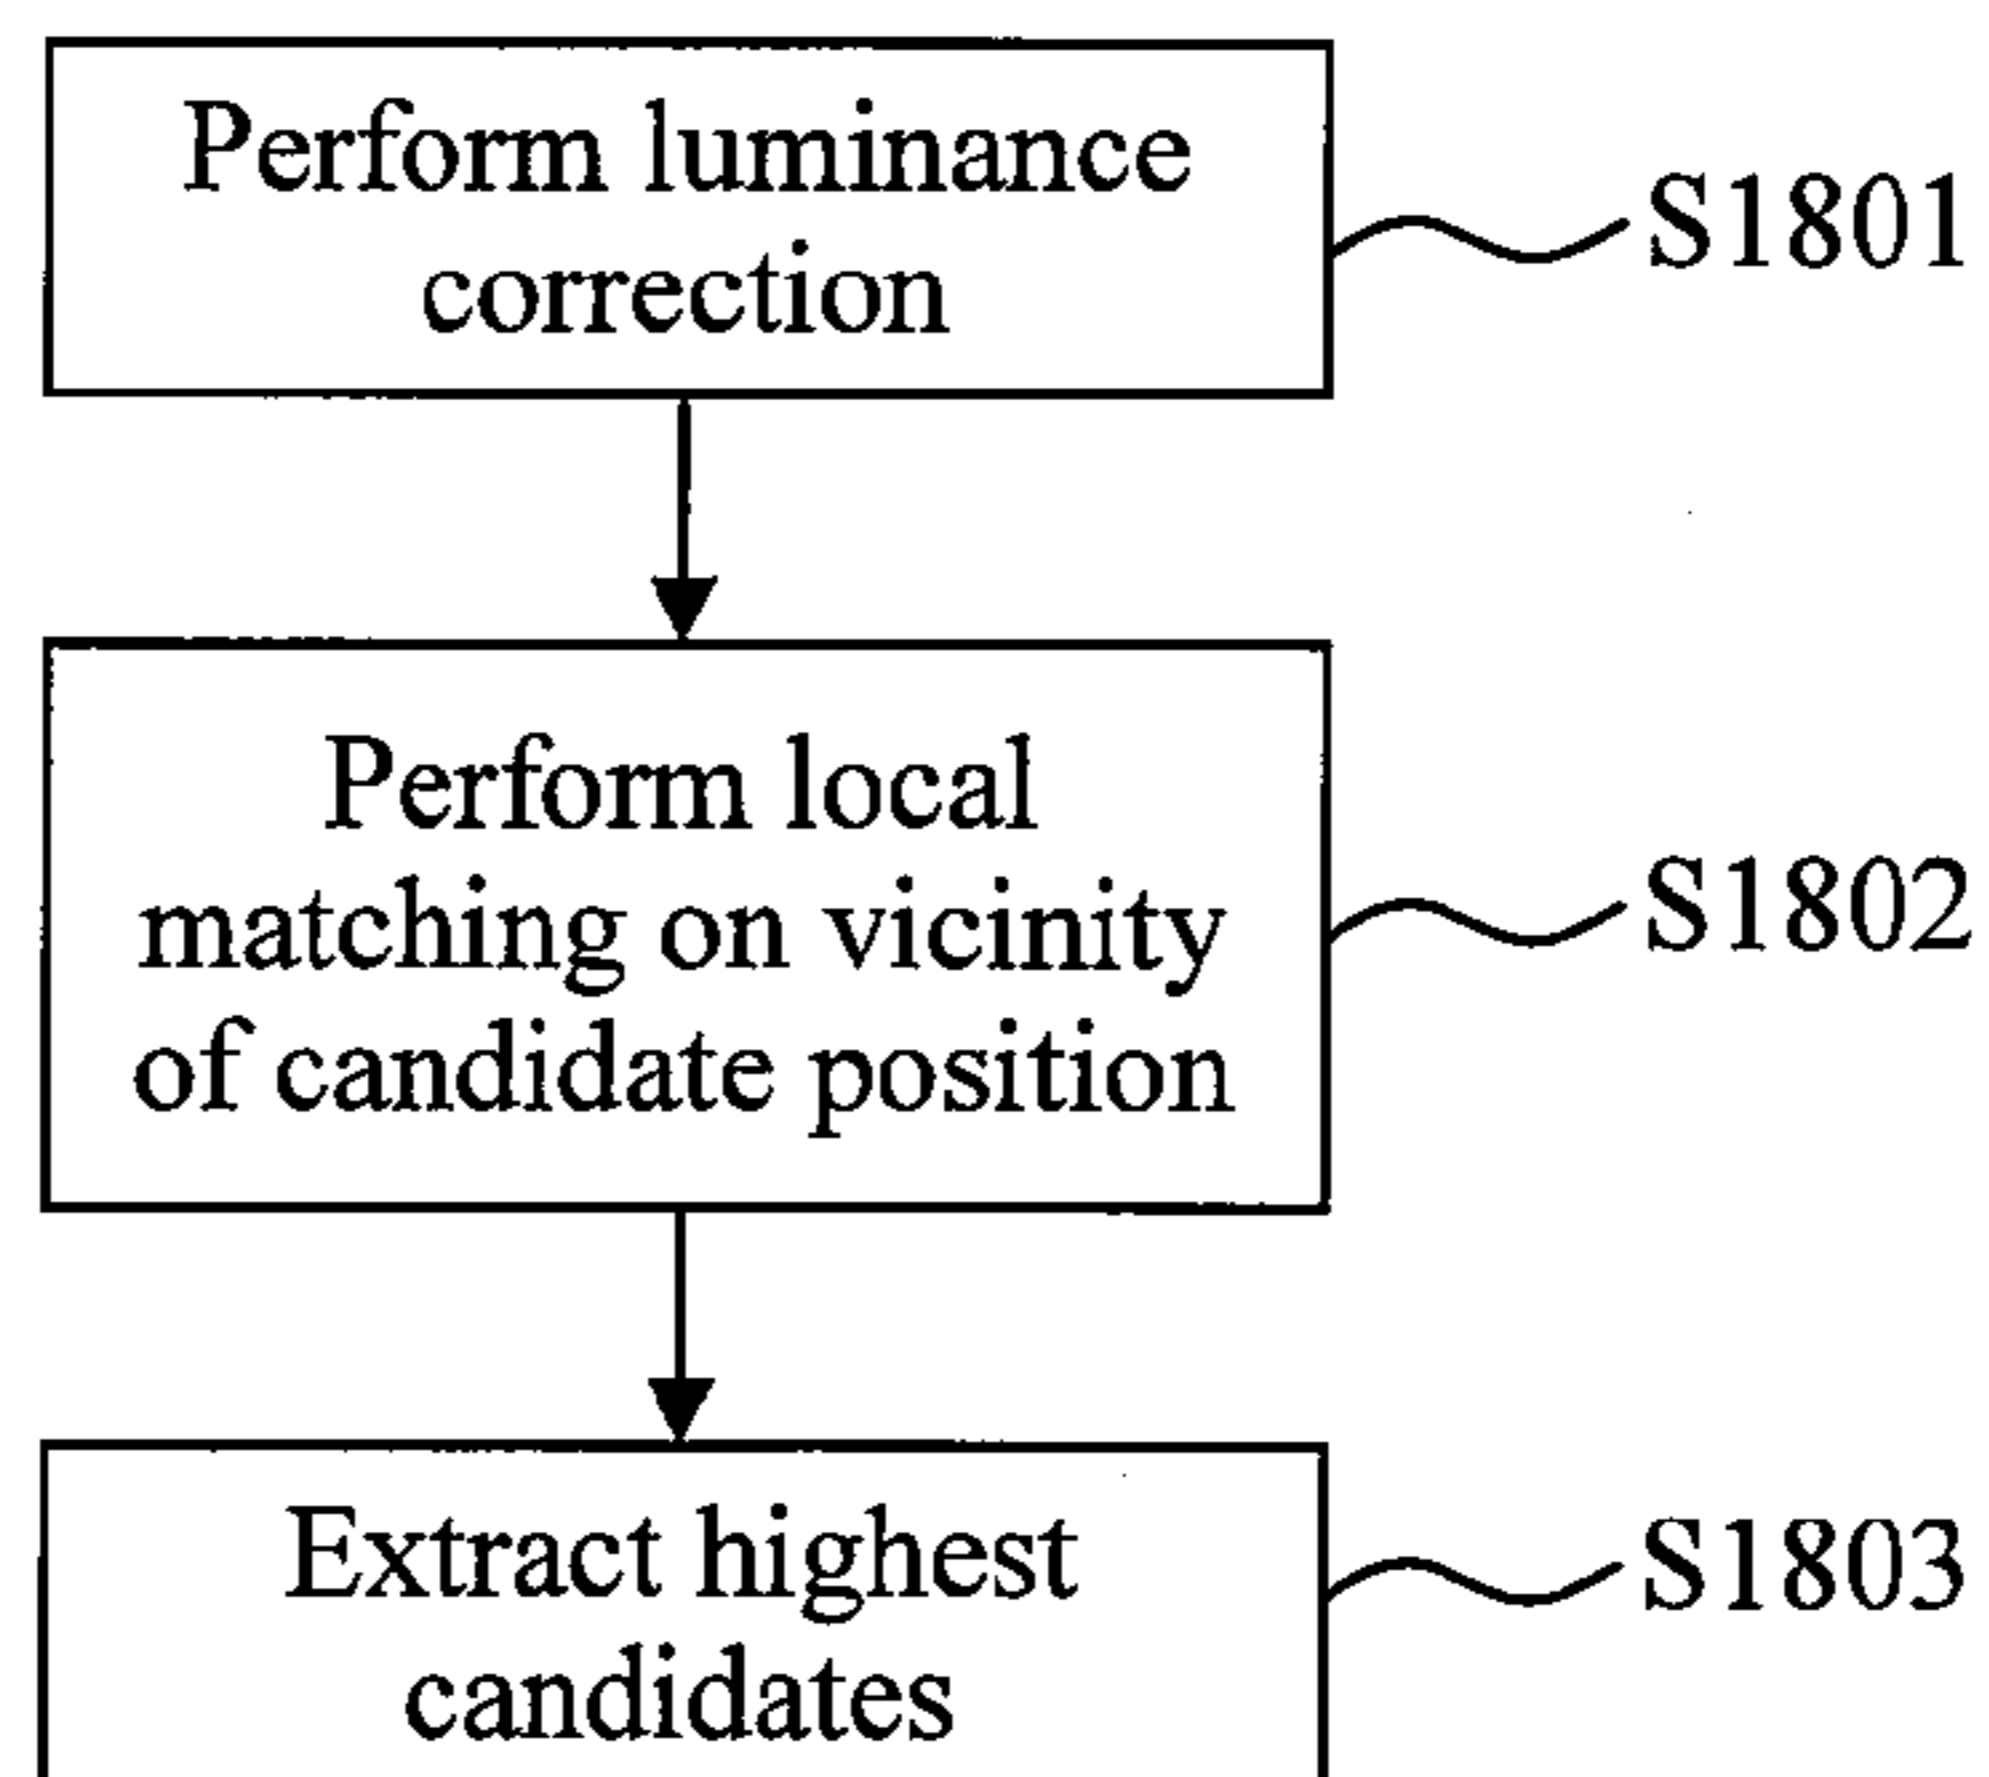 Perform luminance
correction
S1801
Perform local
matching on vicinity
of candidate position
S1802
Extract highest
candidates
S1803